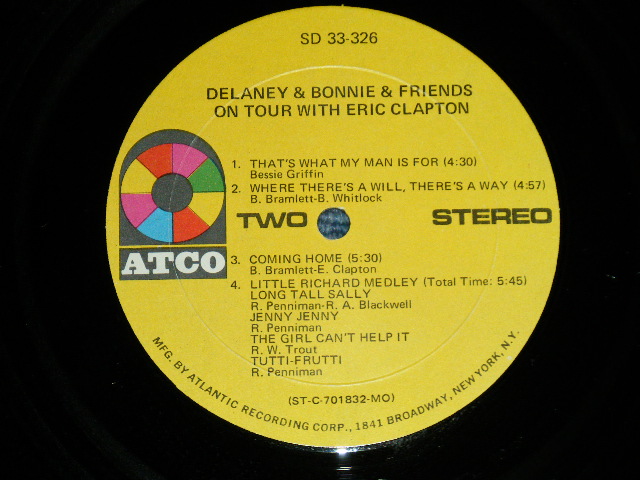 SD 33-326
DELANEY & BONNIE & FRIENDS
ON TOUR WITH ERIC CLAPTON
1. THAT'S WHAT MY MAN IS FOR (4:30)
Bessie Griffin
2. WHERE THERE'S A WILL, THERE'S A WAY (4:57)
B. Bramlett-B. Whitlock
TWO STEREO
ATCO
3. COMING HOME (5:30)
B. Bramlett-E. Clapton
4. LITTLE RICHARD MEDLEY (Total Time: 5:45)
LONG TALL SALLY
R. Penniman-R. A. Blackwell
JENNY JENNY
R. Penniman
THE GIRL CAN'T HELP IT
R. W. Trout
TUTTI-FRUTTI
R. Penniman
(ST-C-701832-MO)
MFG. BY ATLANTIC RECORDING CORP., 1841 BROADWAY, NEW YORK, N.Y.